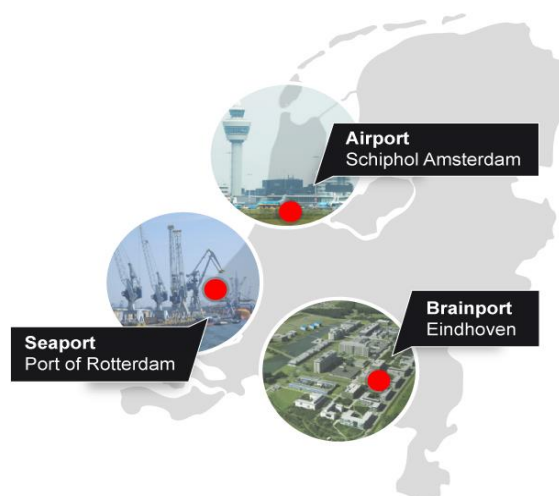 Airport
Schiphol Amsterdam
Seaport
Port of Rotterdam
Brainport
Eindhoven